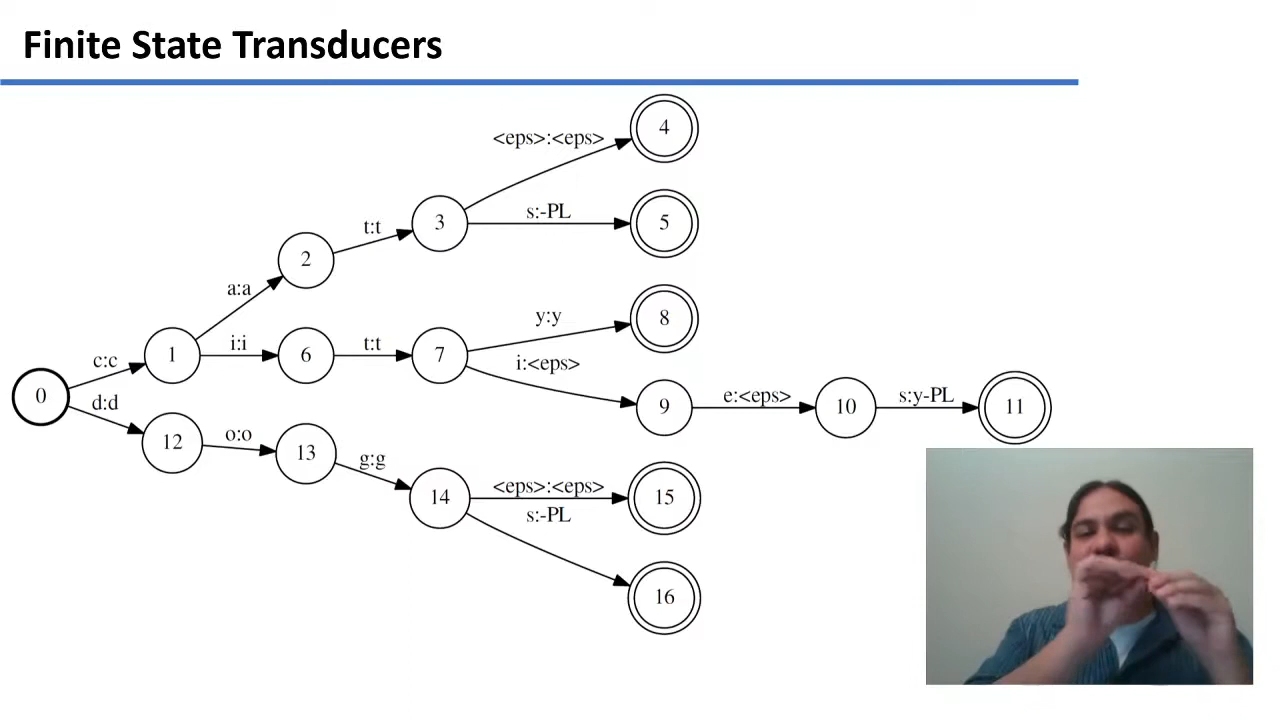 Finite State Transducers
<eps>:<eps>
4
s:-PL
5
t:t
3
2
a:a
y:y
8
c:c
1
i:i
6
t:t
7
i:<eps>
0
d:d
9
e:<eps>
10
s:y-PL
11
12
o:o
13
g:g
14
<eps>:<eps>
15
s:-PL
16